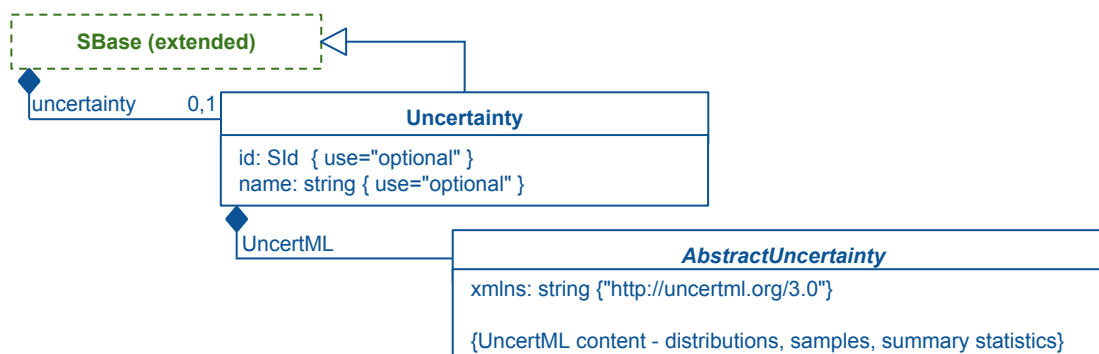 SBase (extended)
uncertainty 0,1
Uncertainty
id: SId { use="optional" }
name: string { use="optional" }
UncertML
AbstractUncertainty
xmlns: string {"http://uncertml.org/3.0"}
{UncertML content - distributions, samples, summary statistics}